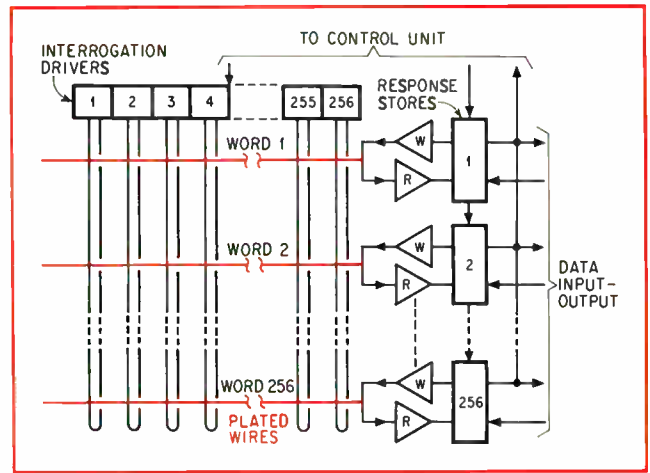 TO CONTROL UNIT
INTERROGATION
DRIVERS
RESPONSE
STORES
1 2 3 4 255 256
WORD 1
W
R
1
WORD 2
W
R
2
DATA
INPUT-
OUTPUT
WORD 256
W
R
256
PLATED
WIRES